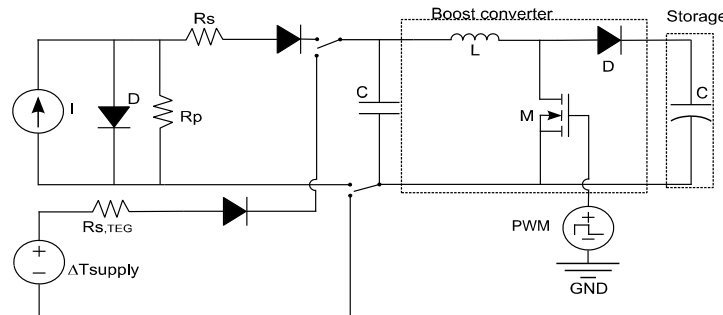 Boost converter
Storage
Rs
L
D
I
D
Rp
C
M
C
Rs,TEG
PWM
ΔTsupply
GND